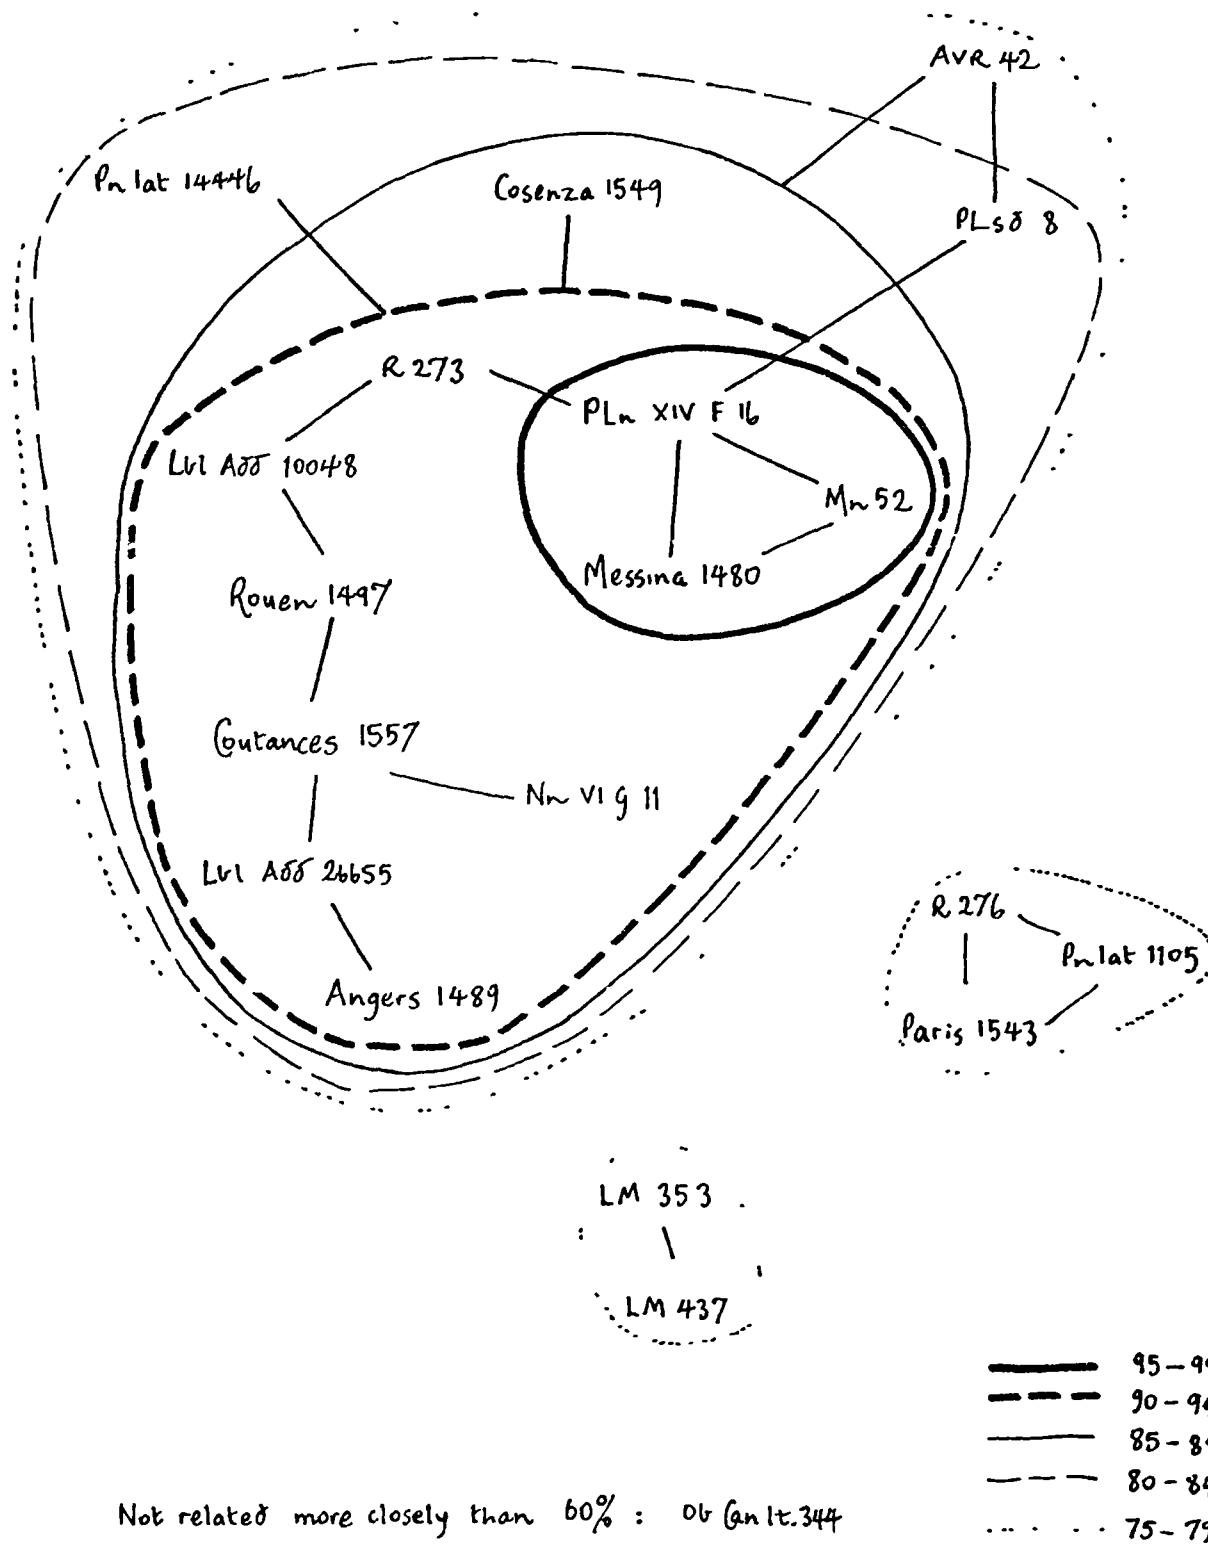 AVR 42
Pn lat 14446
Cosenza 1549
PLs δ 8
R 273
PLn XIV F 16
Lbl Add 10048
Mn 52
Messina 1480
Rouen 1497
Coutances 1557
Nn VI G 11
Lbl Add 26655
R 276
Pn lat 1105
Angers 1489
Paris 1543
LM 353
LM 437
95 – 9
90 – 9
85 – 8
80 – 8
Not related more closely than 60% : Ob Can lt. 344
75 – 7